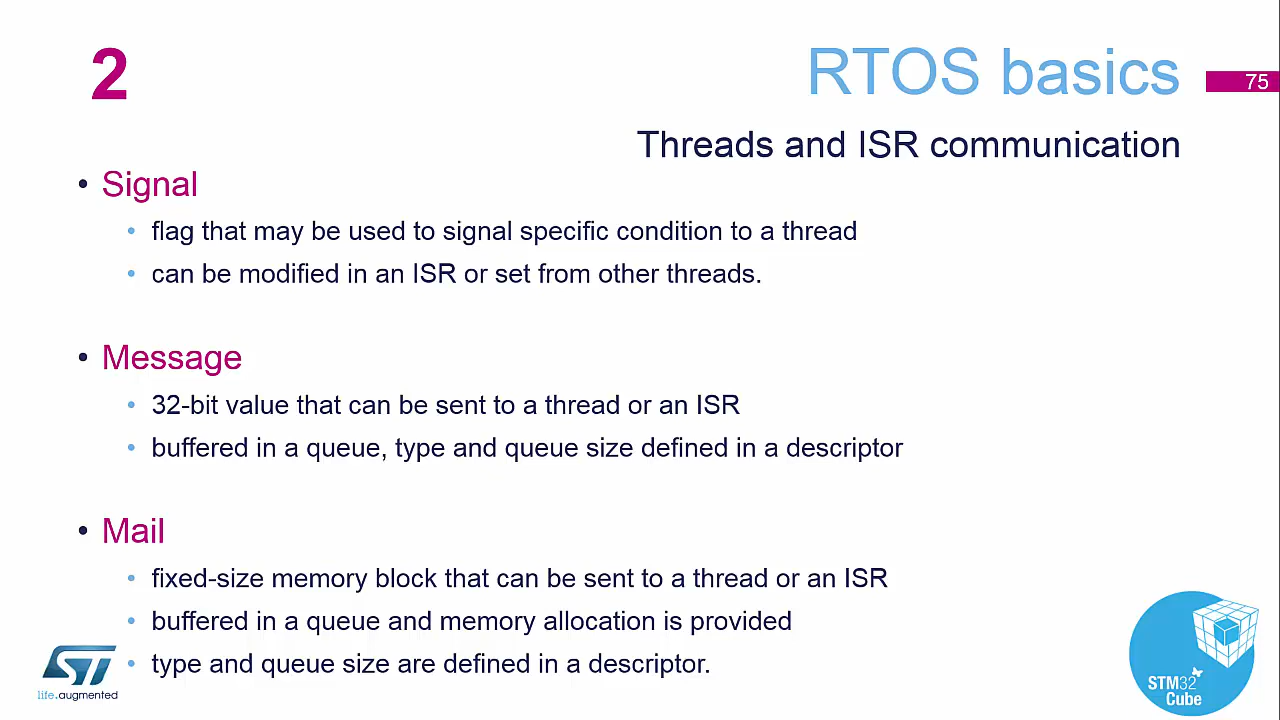 2
RTOS basics
75
Threads and ISR communication
• Signal
• flag that may be used to signal specific condition to a thread
• can be modified in an ISR or set from other threads.
• Message
• 32-bit value that can be sent to a thread or an ISR
• buffered in a queue, type and queue size defined in a descriptor
• Mail
• fixed-size memory block that can be sent to a thread or an ISR
• buffered in a queue and memory allocation is provided
• type and queue size are defined in a descriptor.
ST
life.augmented
STM32
Cube